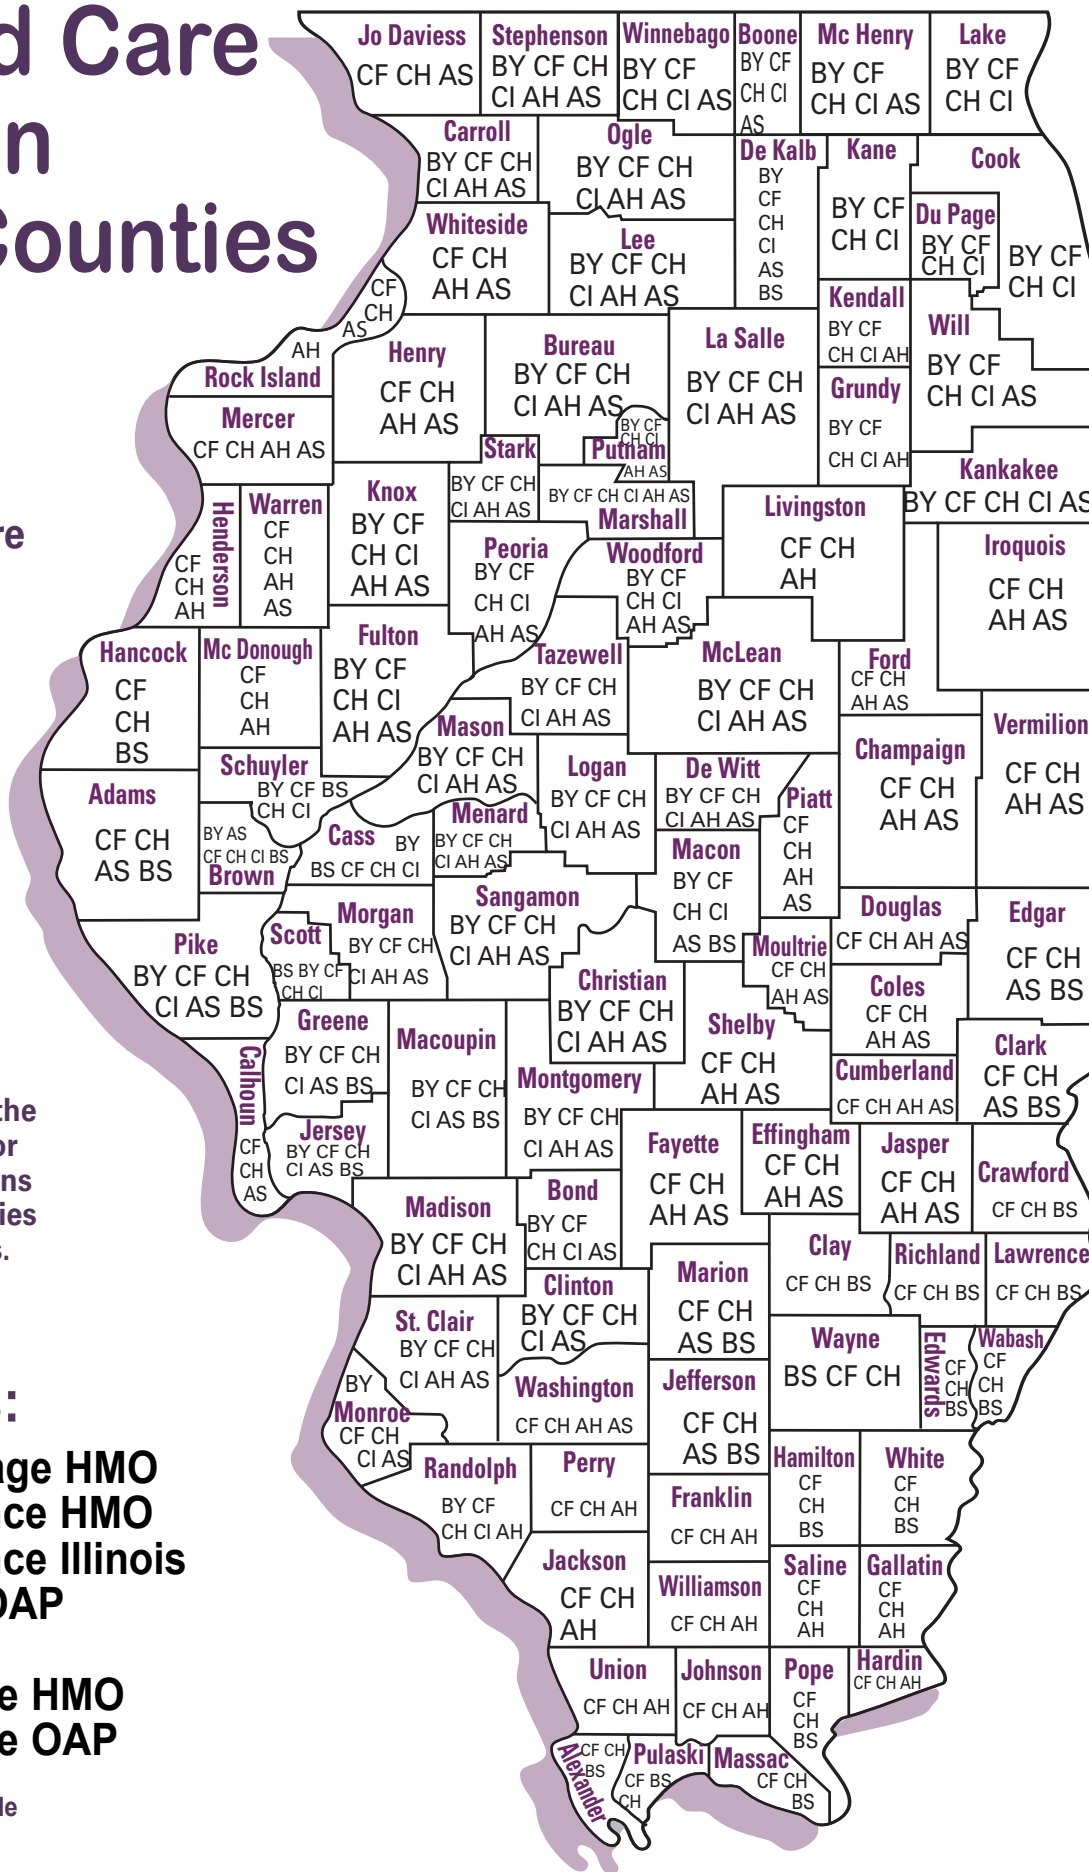 d Care
n
Counties
re
the
or
ns
ies
s.
s:
age HMO
nce HMO
nce Illinois
OAP
e HMO
e OAP
le
Jo Daviess
CF CH AS
Stephenson
BY CF CH
CI AH AS
Winnebago
BY CF
CH CI AS
Boone
BY CF
CH CI
AS
Mc Henry
BY CF
CH CI AS
Lake
BY CF
CH CI
Carroll
BY CF CH
CI AH AS
Ogle
BY CF CH
CI AH AS
De Kalb
BY
CF
CH
CI
AS
BS
Kane
BY CF
CH CI
Cook
BY CF
CH CI
Du Page
BY CF
CH CI
Whiteside
CF CH
AH AS
Lee
BY CF CH
CI AH AS
Kendall
BY CF
CH CI AH
Will
BY CF
CH CI AS
CF
CH
AS
AH
Rock Island
Henry
CF CH
AH AS
Bureau
BY CF CH
CI AH AS
La Salle
BY CF CH
CI AH AS
Grundy
BY CF
CH CI AH
Mercer
CF CH AH AS
Stark
BY CF CH
CI AH AS
BY CF
CH CI
Putnam
AH AS
Kankakee
BY CF CH CI AS
Henderson
CF
CH
AH
Warren
CF
CH
AH
AS
Knox
BY CF
CH CI
AH AS
BY CF CH CI AH AS
Marshall
Livingston
CF CH
AH
Iroquois
CF CH
AH AS
Peoria
BY CF
CH CI
AH AS
Woodford
BY CF
CH CI
AH AS
Hancock
CF
CH
BS
Mc Donough
CF
CH
AH
Fulton
BY CF
CH CI
AH AS
Tazewell
BY CF CH
CI AH AS
McLean
BY CF CH
CI AH AS
Ford
CF CH
AH AS
Vermilion
CF CH
AH AS
Mason
BY CF CH
CI AH AS
Champaign
CF CH
AH AS
Schuyler
BY CF BS
CH CI
Logan
BY CF CH
CI AH AS
De Witt
BY CF CH
CI AH AS
Piatt
CF
CH
AH
AS
Adams
CF CH
AS BS
BY AS
CF CH CI BS
Brown
Cass
BY
BS CF CH CI
Menard
BY CF CH
CI AH AS
Macon
BY CF
CH CI
AS BS
Sangamon
BY CF CH
CI AH AS
Morgan
BY CF CH
CI AH AS
Douglas
CF CH AH AS
Edgar
CF CH
AS BS
Pike
BY CF CH
CI AS BS
Scott
BS BY CF
CH CI
Moultrie
CF CH
AH AS
Christian
BY CF CH
CI AH AS
Coles
CF CH
AH AS
Greene
BY CF CH
CI AS BS
Macoupin
BY CF CH
CI AS BS
Shelby
CF CH
AH AS
Clark
CF CH
AS BS
Calhoun
CF
CH
AS
Montgomery
BY CF CH
CI AH AS
Cumberland
CF CH AH AS
Jersey
BY CF CH
CI AS BS
Fayette
CF CH
AH AS
Effingham
CF CH
AH AS
Jasper
CF CH
AH AS
Crawford
CF CH BS
Madison
BY CF CH
CI AH AS
Bond
BY CF
CH CI AS
Clay
CF CH BS
Richland
CF CH BS
Lawrence
CF CH BS
Clinton
BY CF CH
CI AS
Marion
CF CH
AS BS
St. Clair
BY CF CH
CI AH AS
Wayne
BS CF CH
Edwards
CF
CH
BS
Wabash
CF
CH
BS
Washington
CF CH AH AS
Jefferson
CF CH
AS BS
BY
Monroe
CF CH
CI AS
Randolph
BY CF
CH CI AH
Perry
CF CH AH
Hamilton
CF
CH
BS
White
CF
CH
BS
Franklin
CF CH AH
Jackson
CF CH
AH
Williamson
CF CH AH
Saline
CF
CH
AH
Gallatin
CF
CH
AH
Union
CF CH AH
Johnson
CF CH AH
Pope
CF
CH
BS
Hardin
CF CH AH
Alexander
CF CH
BS
Pulaski
CF BS
CH
Massac
CF CH
BS